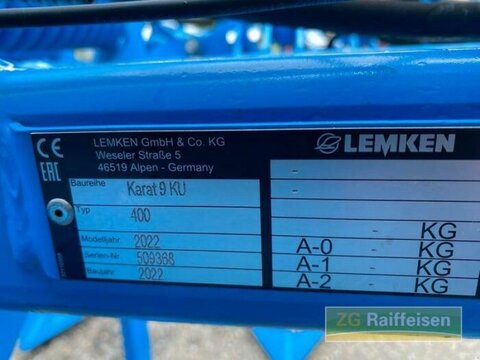 CE
EAC
LEMKEN GmbH & Co. KG
Weseler Straße 5
46519 Alpen - Germany
LEMKEN
Baureihe Karat 9 KU
Typ 400
Modelljahr 2022
Serien-Nr. 509368
Baujahr 2022
-
-
- KG
A-0 - KG
A-1 - KG
A-2 - KG
ZG Raiffeisen